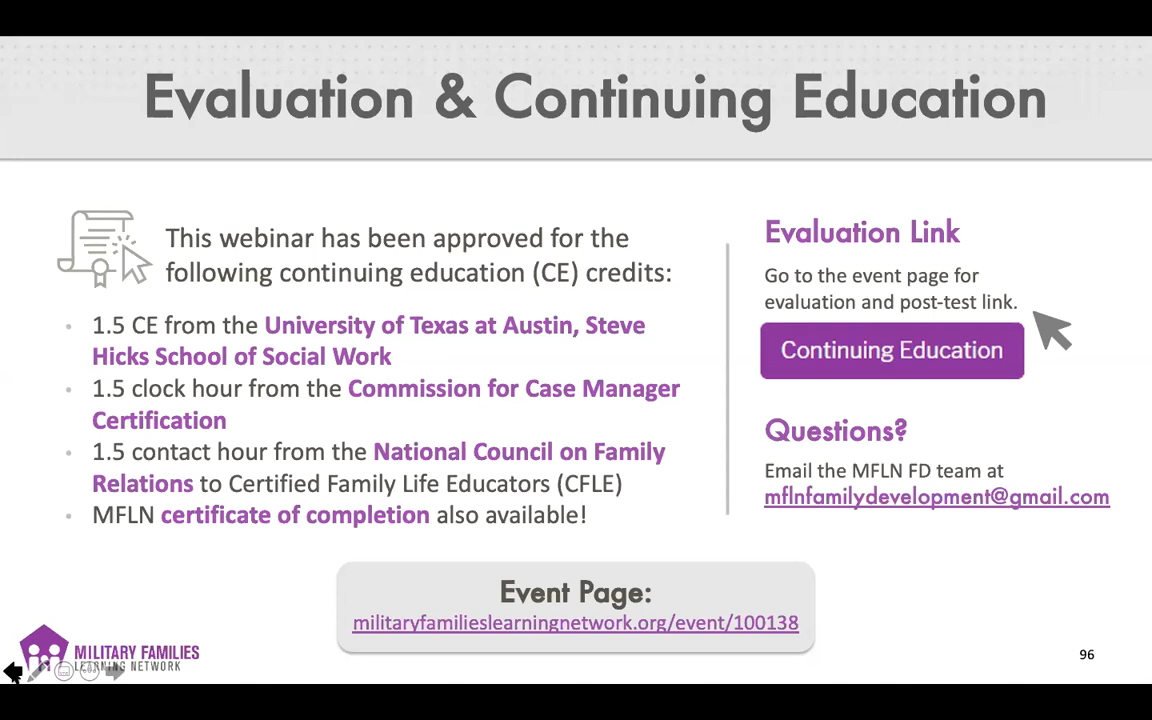 Evaluation & Continuing Education
This webinar has been approved for the
following continuing education (CE) credits:
• 1.5 CE from the University of Texas at Austin, Steve
Hicks School of Social Work
• 1.5 clock hour from the Commission for Case Manager
Certification
• 1.5 contact hour from the National Council on Family
Relations to Certified Family Life Educators (CFLE)
• MFLN certificate of completion also available!
Evaluation Link
Go to the event page for
evaluation and post-test link.
Continuing Education
Questions?
Email the MFLN FD team at
mflnfamilydevelopment@gmail.com
Event Page:
militaryfamilieslearningnetwork.org/event/100138
MILITARY FAMILIES
LEARNING NETWORK
96